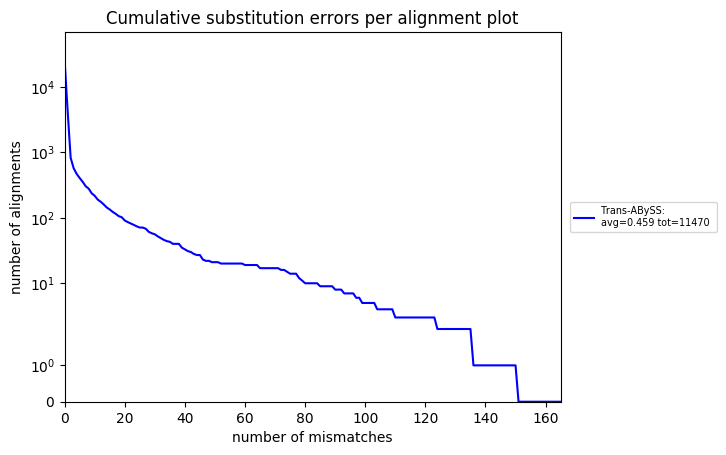 Cumulative substitution errors per alignment plot
number of alignments
10^4
10^3
10^2
10^1
10^0
0
0 20 40 60 80 100 120 140 160
number of mismatches
Trans-ABySS:
avg=0.459 tot=11470